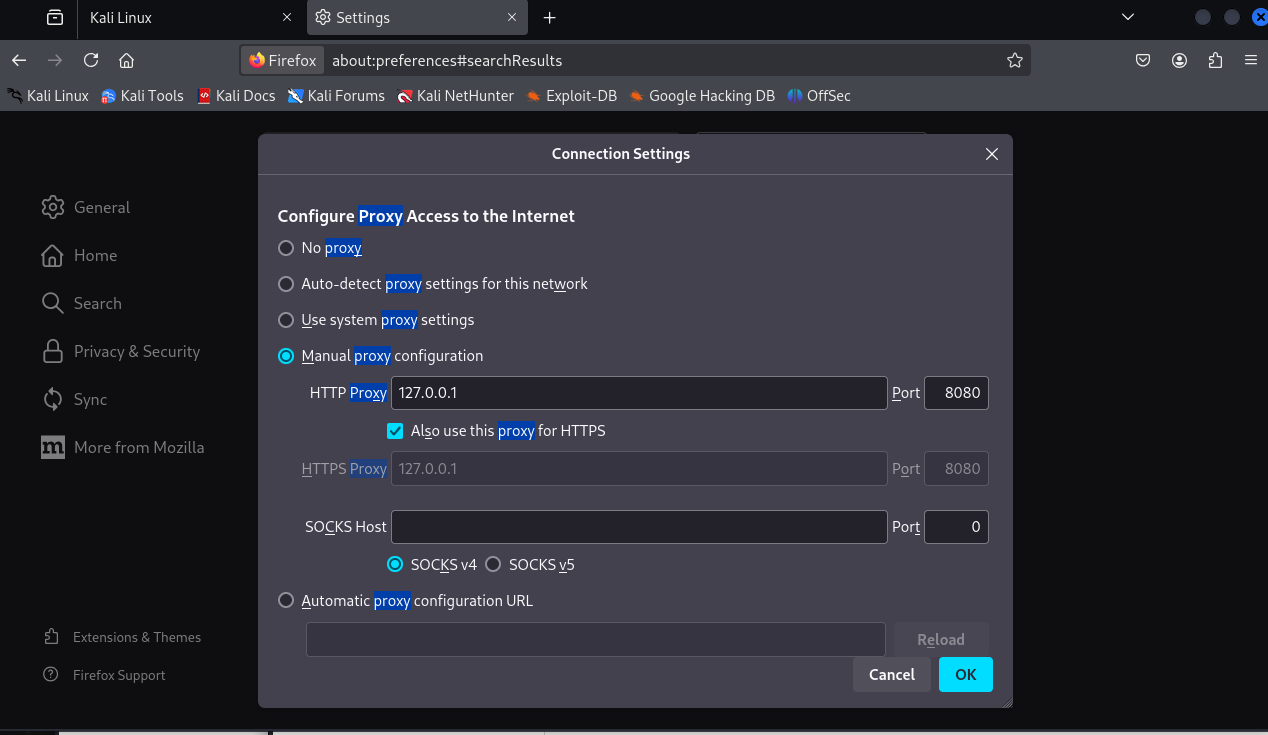 Kali Linux
Settings
Firefox about:preferences#searchResults
Kali Linux Kali Tools Kali Docs Kali Forums Kali NetHunter Exploit-DB Google Hacking DB OffSec
Connection Settings
General
Home
Search
Privacy & Security
Sync
m More from Mozilla
Extensions & Themes
Firefox Support
Configure Proxy Access to the Internet
No proxy
Auto-detect proxy settings for this network
Use system proxy settings
Manual proxy configuration
HTTP Proxy 127.0.0.1 Port 8080
Also use this proxy for HTTPS
HTTPS Proxy 127.0.0.1 Port 8080
SOCKS Host Port 0
SOCKS v4 SOCKS v5
Automatic proxy configuration URL
Reload
Cancel OK